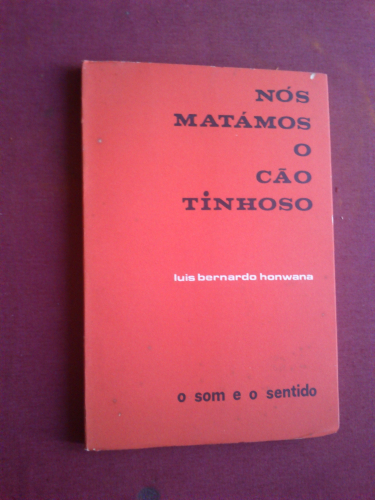 NÓS
MATÁMOS
O
CÃO
TINHOSO
luis bernardo honwana
o som e o sentido